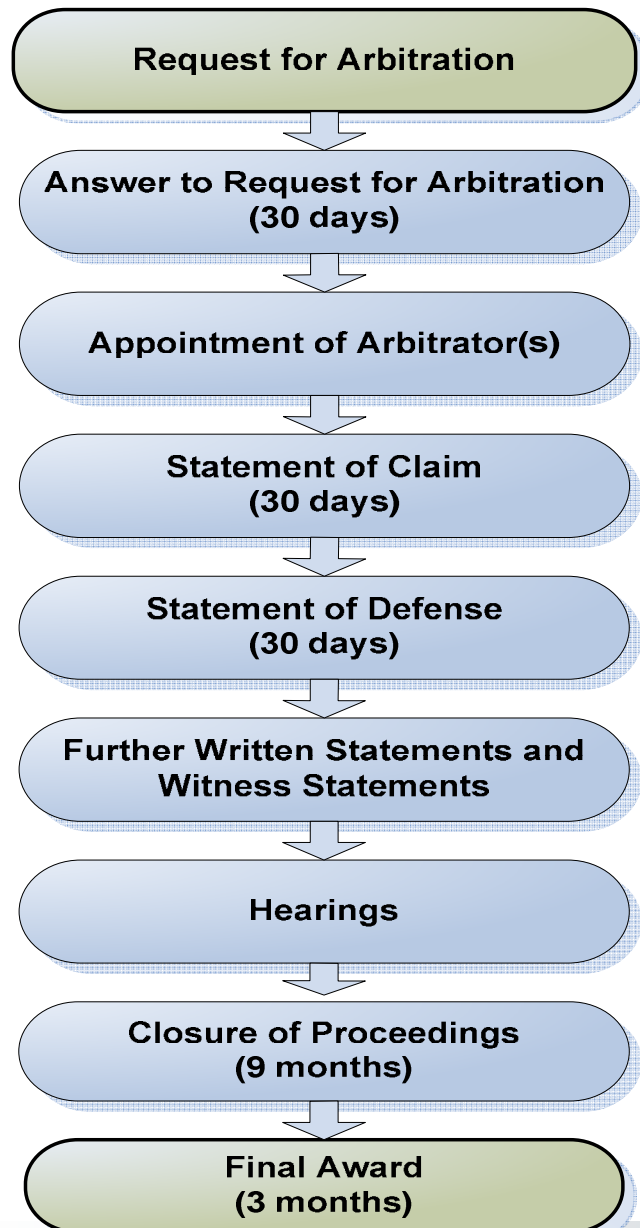 Request for Arbitration
Answer to Request for Arbitration
(30 days)
Appointment of Arbitrator(s)
Statement of Claim
(30 days)
Statement of Defense
(30 days)
Further Written Statements and
Witness Statements
Hearings
Closure of Proceedings
(9 months)
Final Award
(3 months)